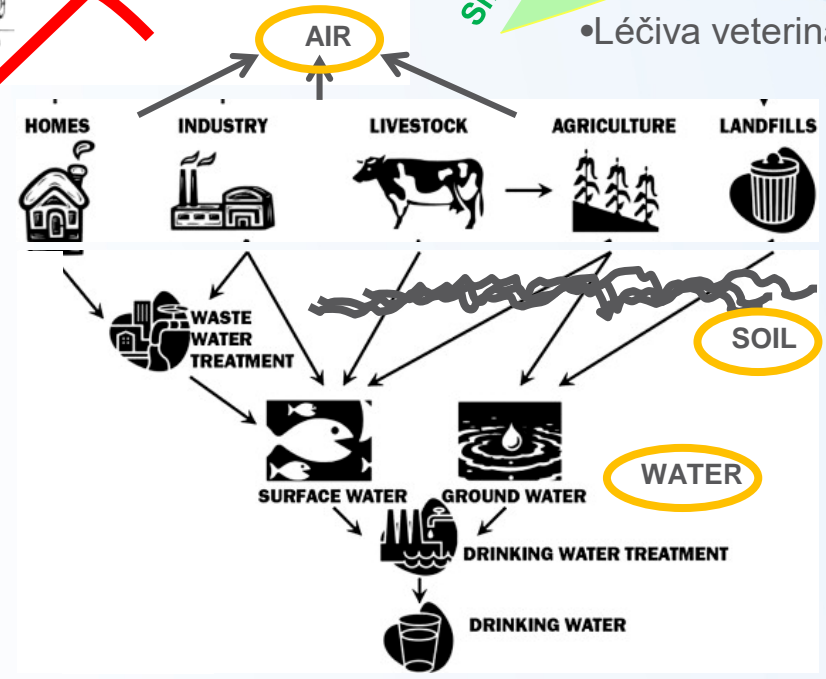 AIR
•Léčiva veteriná
HOMES INDUSTRY LIVESTOCK AGRICULTURE LANDFILLS
WASTE
WATER
TREATMENT
SOIL
WATER
SURFACE WATER GROUND WATER
DRINKING WATER TREATMENT
DRINKING WATER